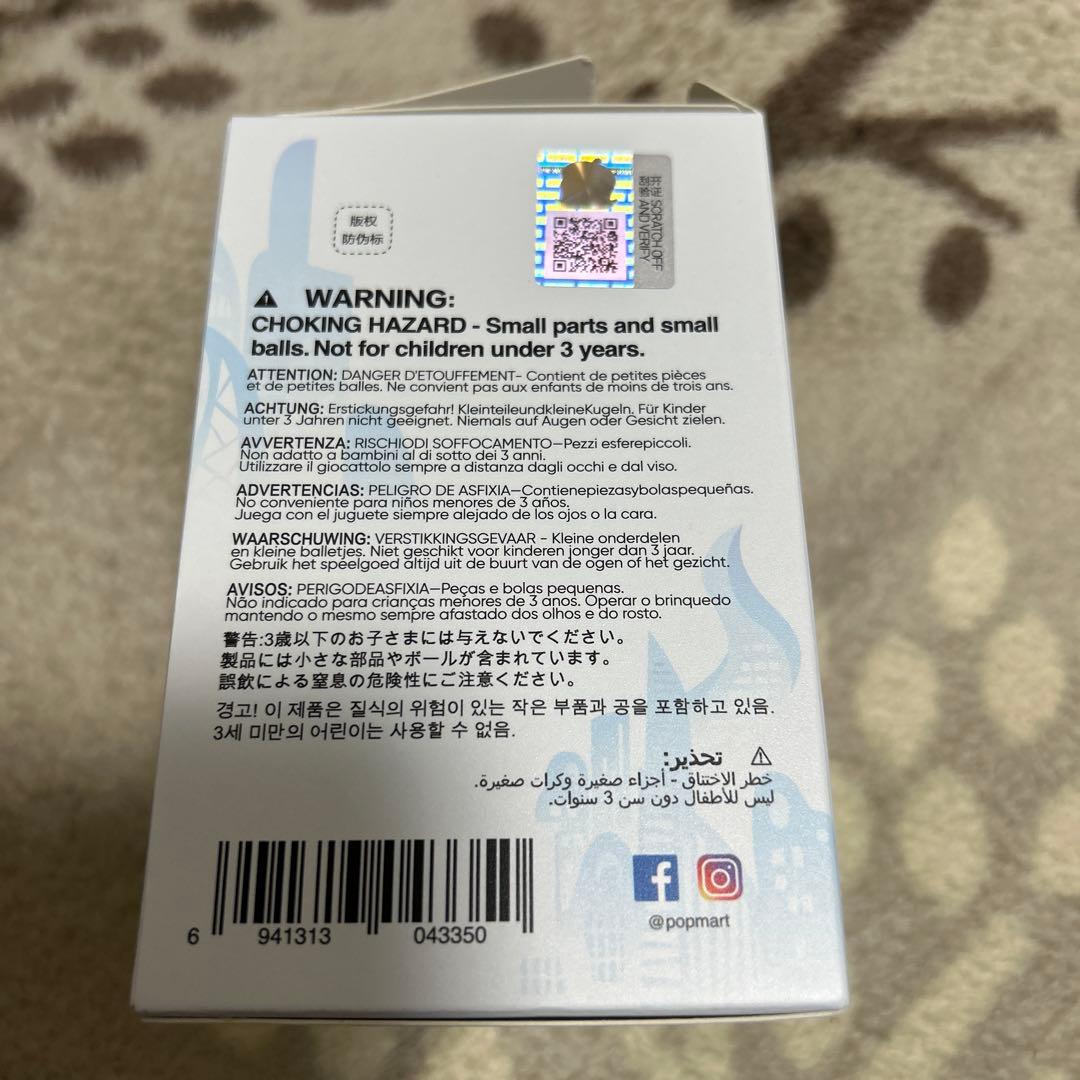 版权
防伪标
开刮 SORATCH OFF
验证 AND VERIFY
WARNING:
CHOKING HAZARD - Small parts and small
balls. Not for children under 3 years.
ATTENTION: DANGER D'ETOUFFEMENT- Contient de petites pièces
et de petites balles. Ne convient pas aux enfants de moins de trois ans.
ACHTUNG: Erstickungsgefahr! KleinteileundkleineKugeln. Für Kinder
unter 3 Jahren nicht geeignet. Niemals auf Augen oder Gesicht zielen.
AVVERTENZA: RISCHIODI SOFFOCAMENTO—Pezzi esferepiccoli.
Non adatto a bambini al di sotto dei 3 anni.
Utilizzare il giocattolo sempre a distanza dagli occhi e dal viso.
ADVERTENCIAS: PELIGRO DE ASFIXIA—Contienepiezasybolaspequeñas.
No conveniente para niños menores de 3 años.
Juega con el juguete siempre alejado de los ojos o la cara.
WAARSCHUWING: VERSTIKKINGSGEVAAR - Kleine onderdelen
en kleine balletjes. Niet geschikt voor kinderen jonger dan 3 jaar.
Gebruik het speelgoed altijd uit de buurt van de ogen of het gezicht.
AVISOS: PERIGODEASFIXIA—Peças e bolas pequenas.
Não indicado para crianças menores de 3 anos. Operar o brinquedo
mantendo o mesmo sempre afastado dos olhos e do rosto.
警告:3歳以下のお子さまには与えないでください。
製品には小さな部品やボールが含まれています。
誤飲による窒息の危険性にご注意ください。
경고! 이 제품은 질식의 위험이 있는 작은 부품과 공을 포함하고 있음.
3세 미만의 어린이는 사용할 수 없음.
تحذير:
خطر الاختناق - أجزاء صغيرة وكرات صغيرة.
ليس للأطفال دون سن 3 سنوات.
6 941313 043350
@popmart